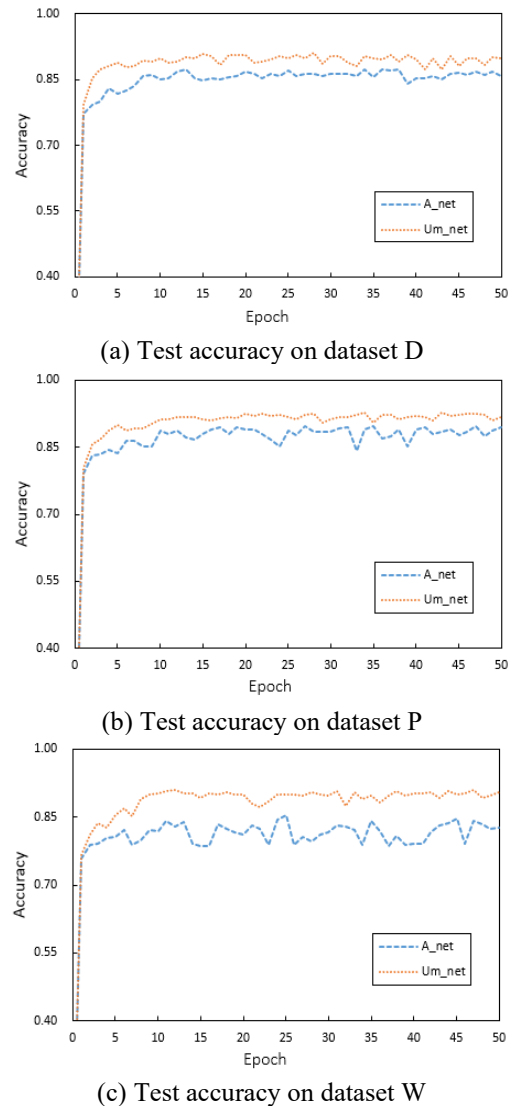 1.00
0.85
0.70
0.55
0.40
Accuracy
A_net
Um_net
0 5 10 15 20 25 30 35 40 45 50
Epoch
(a) Test accuracy on dataset D
1.00
0.85
0.70
0.55
0.40
Accuracy
A_net
Um_net
0 5 10 15 20 25 30 35 40 45 50
Epoch
(b) Test accuracy on dataset P
1.00
0.85
0.70
0.55
0.40
Accuracy
A_net
Um_net
0 5 10 15 20 25 30 35 40 45 50
Epoch
(c) Test accuracy on dataset W